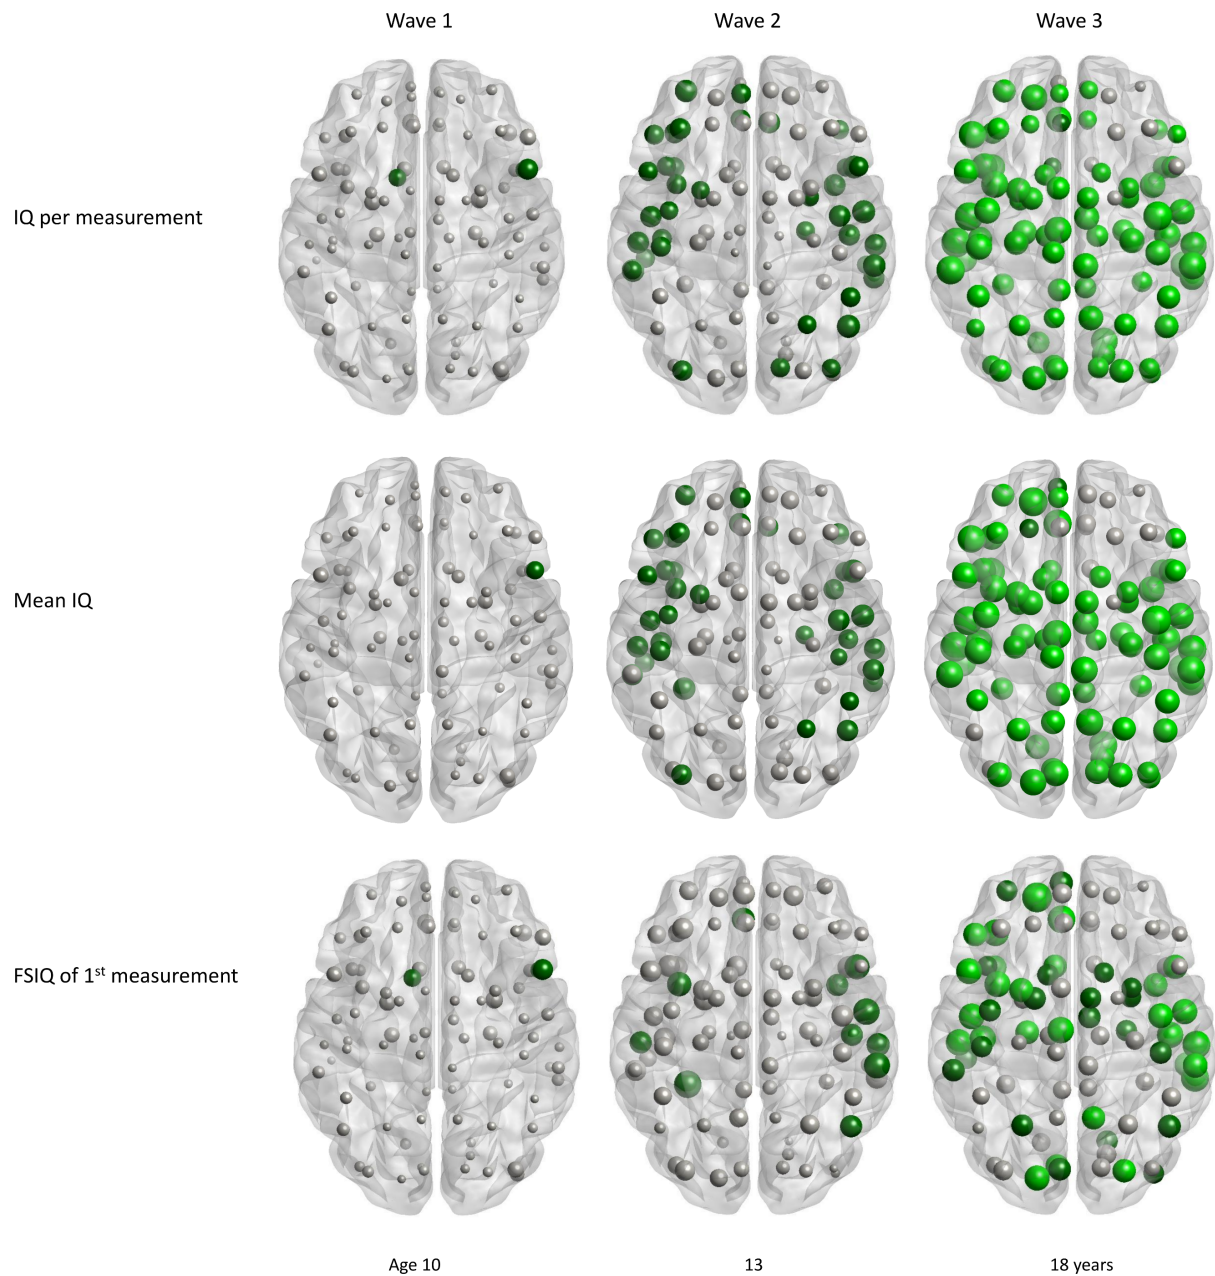 Wave 1 Wave 2 Wave 3
IQ per measurement
Mean IQ
FSIQ of 1st measurement
Age 10 13 18 years